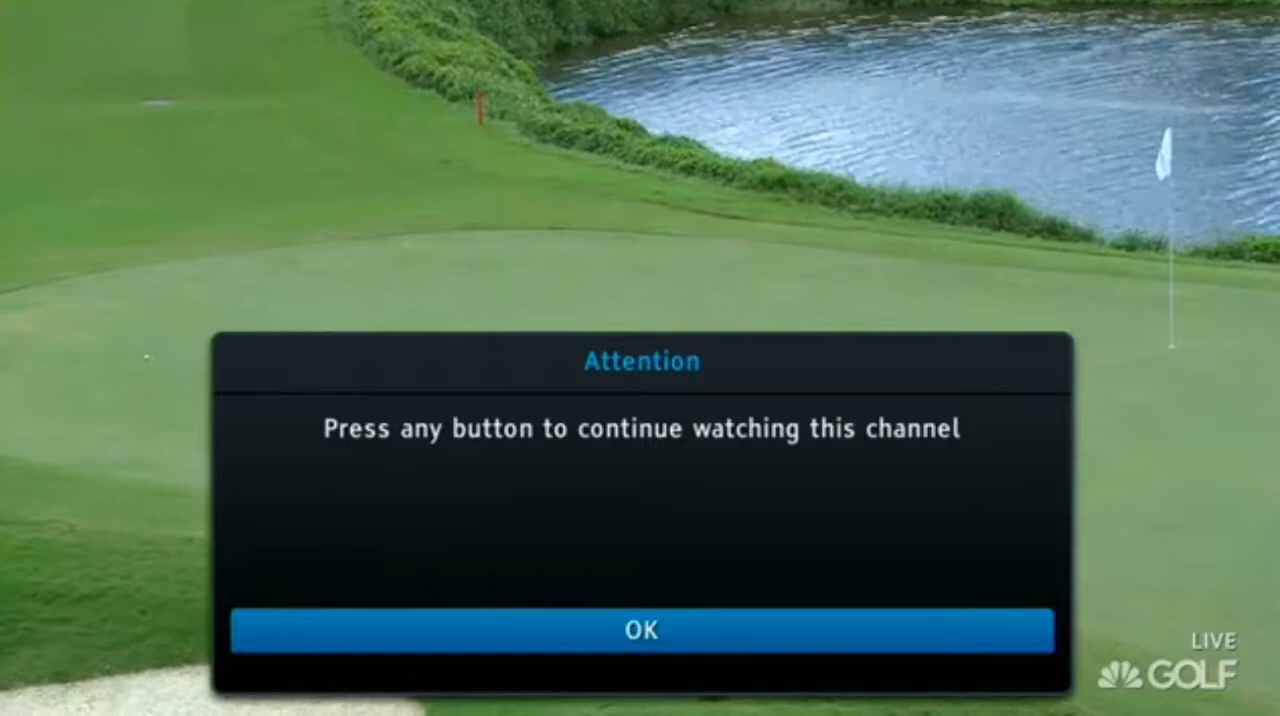 Attention
Press any button to continue watching this channel
OK
LIVE
GOLF